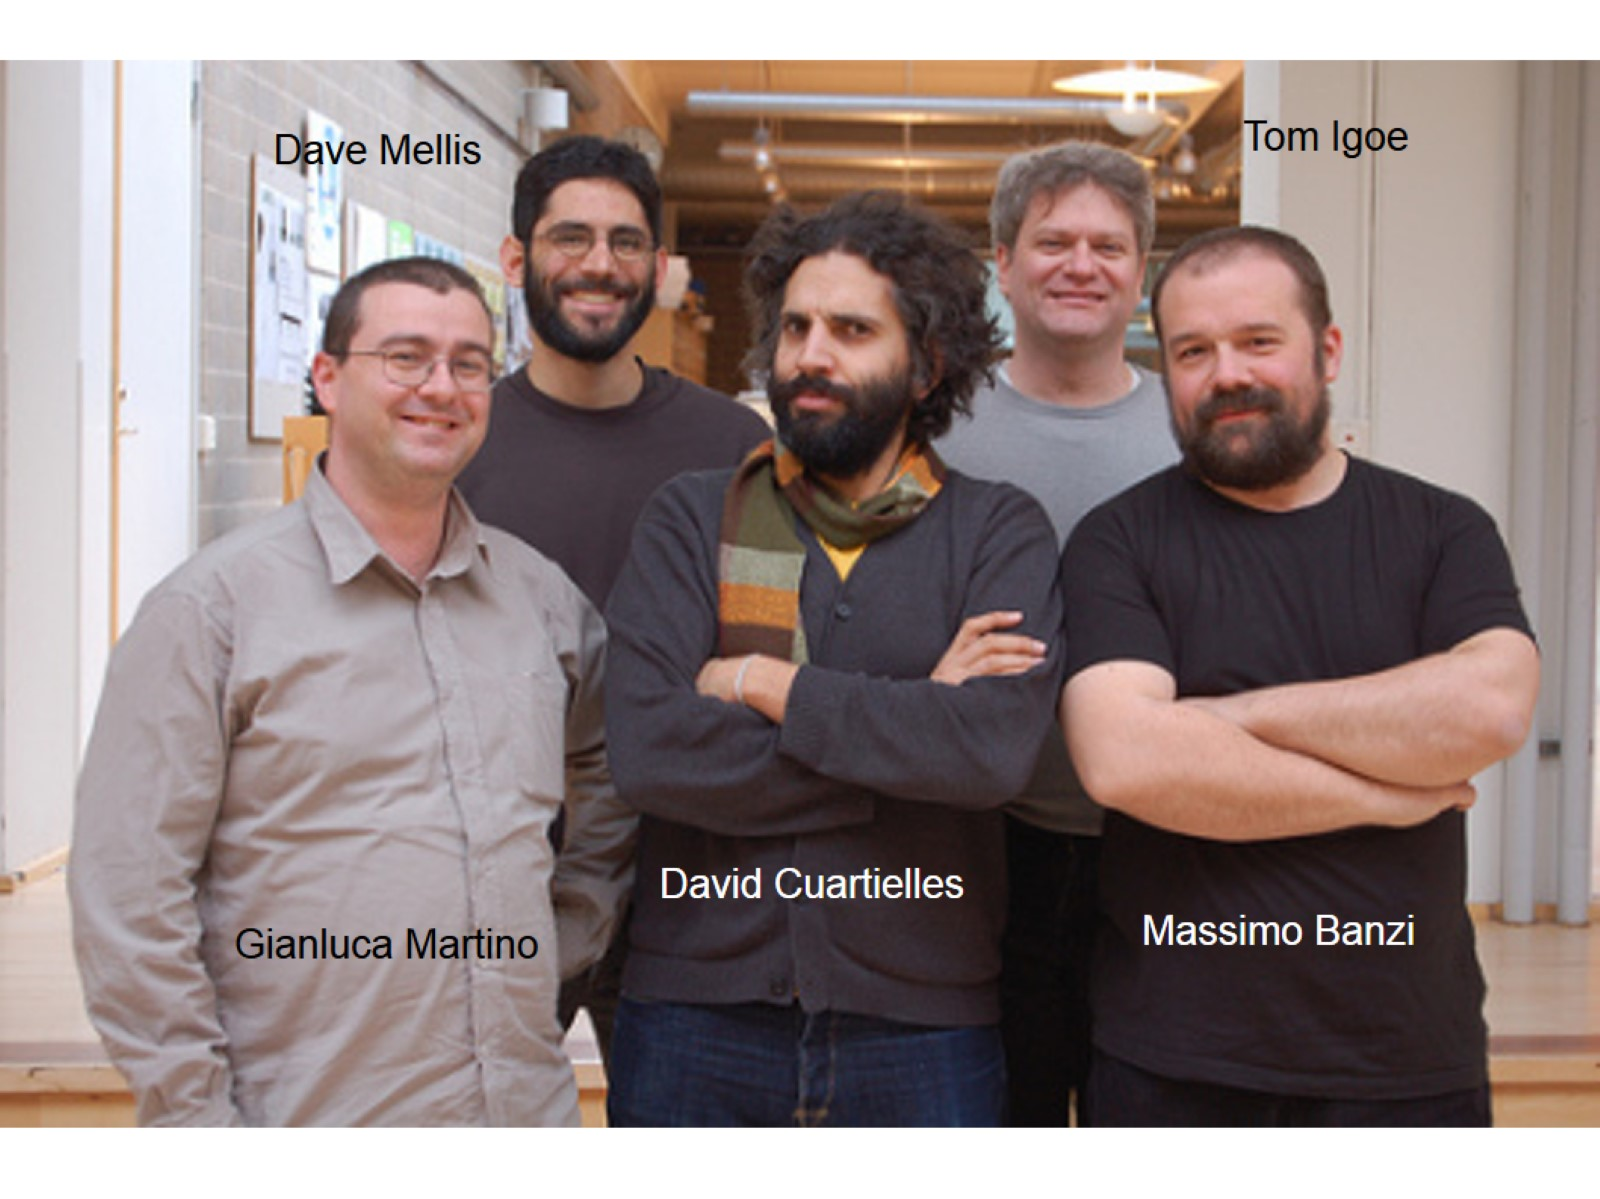 Dave Mellis
Tom Igoe
David Cuartielles
Gianluca Martino
Massimo Banzi